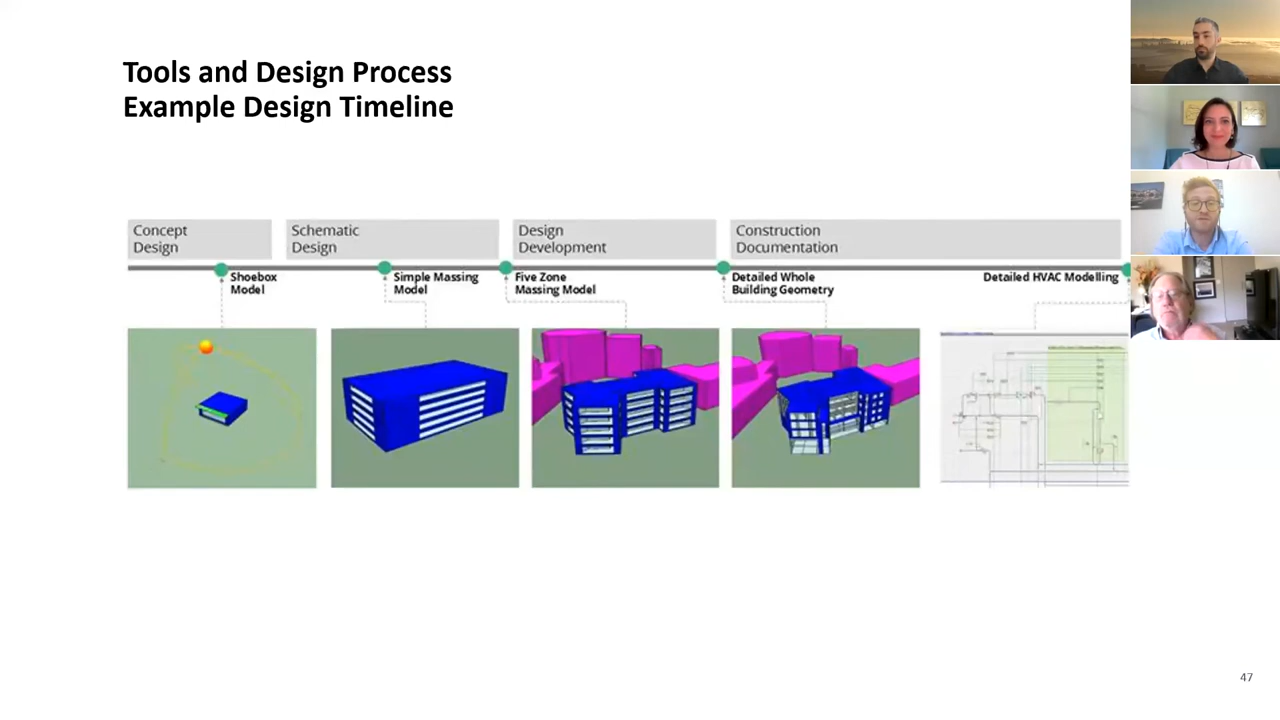 Tools and Design Process
Example Design Timeline
Concept
Design
Schematic
Design
Design
Development
Construction
Documentation
Shoebox
Model
Simple Massing
Model
Five Zone
Massing Model
Detailed Whole
Building Geometry
Detailed HVAC Modelling
47